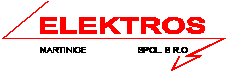 ELEKTROS
MARTINICE SPOL. S R.O.